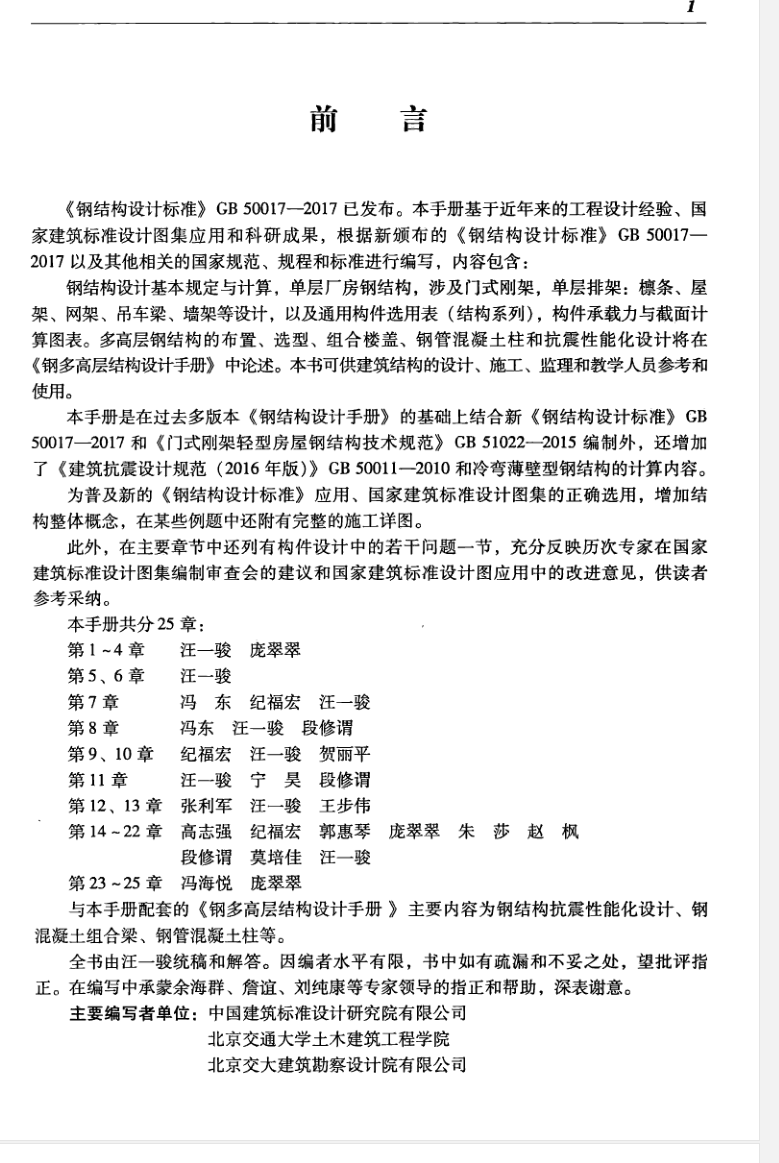 1
前 言
《钢结构设计标准》GB 50017—2017 已发布。本手册基于近年来的工程设计经验、国
家建筑标准设计图集应用和科研成果，根据新颁布的《钢结构设计标准》GB 50017—
2017 以及其他相关的国家规范、规程和标准进行编写，内容包含：
钢结构设计基本规定与计算，单层厂房钢结构，涉及门式刚架，单层排架：檩条、屋
架、网架、吊车梁、墙架等设计，以及通用构件选用表（结构系列），构件承载力与截面计
算图表。多高层钢结构的布置、选型、组合楼盖、钢管混凝土柱和抗震性能化设计将在
《钢多高层结构设计手册》中论述。本书可供建筑结构的设计、施工、监理和教学人员参考和
使用。
本手册是在过去多版本《钢结构设计手册》的基础上结合新《钢结构设计标准》GB
50017—2017 和《门式刚架轻型房屋钢结构技术规范》GB 51022—2015 编制外，还增加
了《建筑抗震设计规范（2016 年版）》GB 50011—2010 和冷弯薄壁型钢结构的计算内容。
为普及新的《钢结构设计标准》应用、国家建筑标准设计图集的正确选用，增加结
构整体概念，在某些例题中还附有完整的施工详图。
此外，在主要章节中还列有构件设计中的若干问题一节，充分反映历次专家在国家
建筑标准设计图集编制审查会的建议和国家建筑标准设计图应用中的改进意见，供读者
参考采纳。
本手册共分 25 章：
第 1 ~4 章 汪一骏 庞翠翠
第 5、6 章 汪一骏
第 7 章 冯 东 纪福宏 汪一骏
第 8 章 冯东 汪一骏 段修谓
第 9、10 章 纪福宏 汪一骏 贺丽平
第 11 章 汪一骏 宁 昊 段修谓
第 12、13 章 张利军 汪一骏 王步伟
第 14 ~22 章 高志强 纪福宏 郭惠琴 庞翠翠 朱 莎 赵 枫
段修谓 莫培佳 汪一骏
第 23 ~25 章 冯海悦 庞翠翠
与本手册配套的《钢多高层结构设计手册 》主要内容为钢结构抗震性能化设计、钢
混凝土组合梁、钢管混凝土柱等。
全书由汪一骏统稿和解答。因编者水平有限，书中如有疏漏和不妥之处，望批评指
正。在编写中承蒙余海群、詹谊、刘纯康等专家领导的指正和帮助，深表谢意。
主要编写者单位：中国建筑标准设计研究院有限公司
北京交通大学土木建筑工程学院
北京交大建筑勘察设计院有限公司